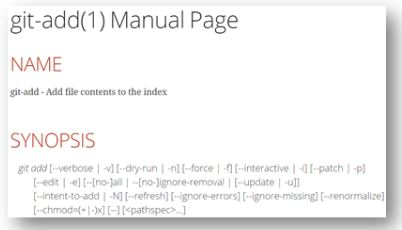 git-add(1) Manual Page
NAME
git-add - Add file contents to the index
SYNOPSIS
git add [--verbose | -v] [--dry-run | -n] [--force | -f] [--interactive | -i] [--patch | -p]
[--edit | -e] [--[no-]all | --[no-]ignore-removal | [--update | -u]]
[--intent-to-add | -N] [--refresh] [--ignore-errors] [--ignore-missing] [--renormalize]
[--chmod=(+|-)x] [--] [<pathspec>...]